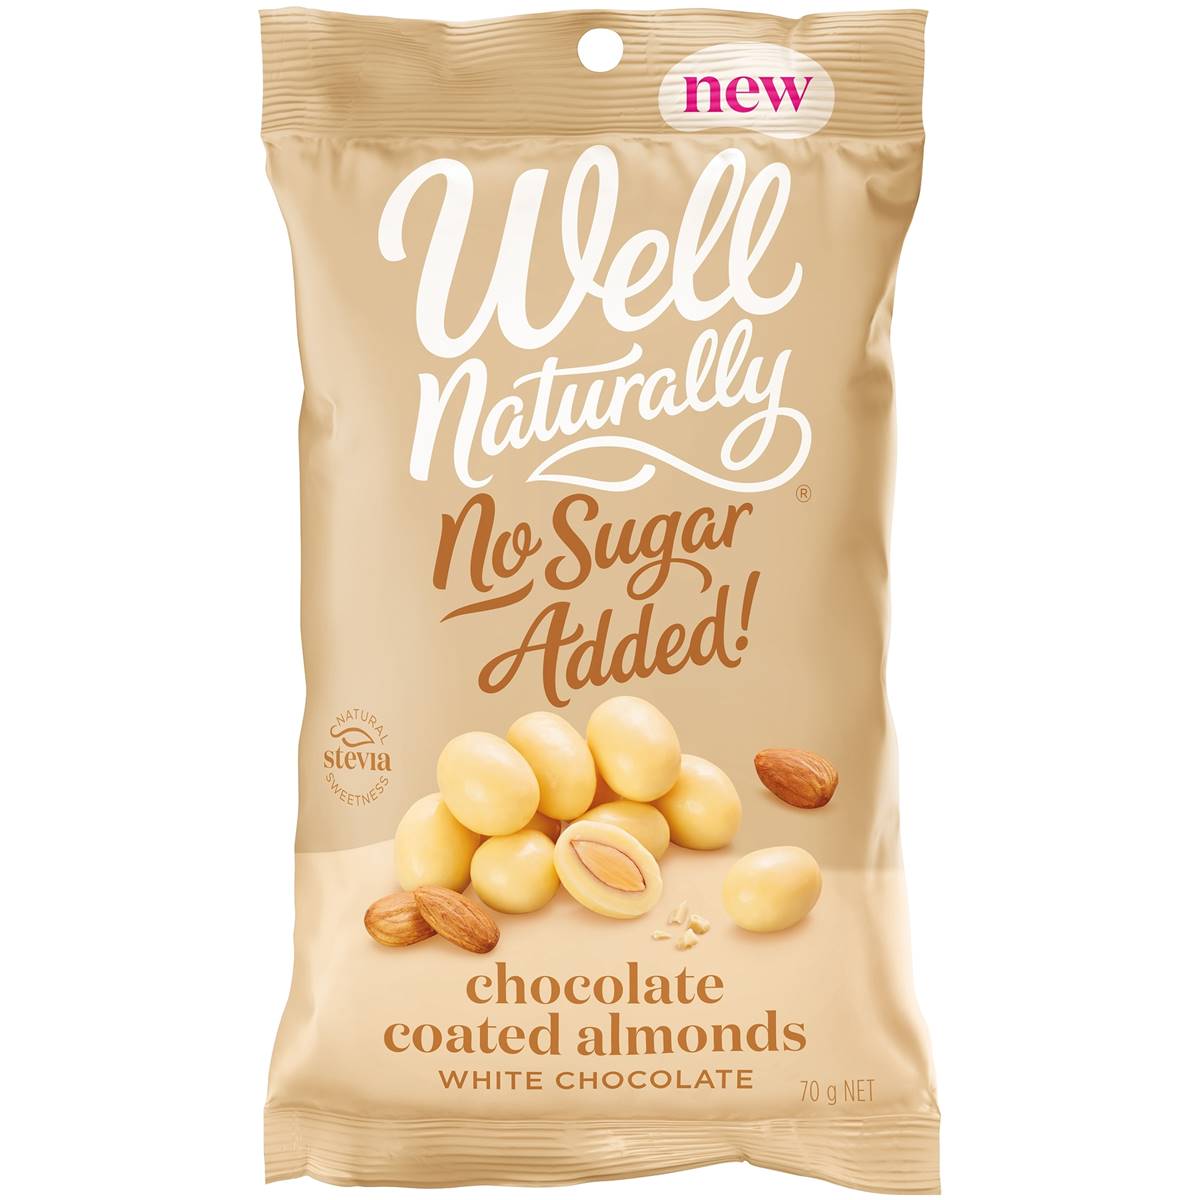 new
Well
Naturally
®
No Sugar
Added!
NATURAL
stevia
SWEETNESS
chocolate
coated almonds
WHITE CHOCOLATE
70 g NET